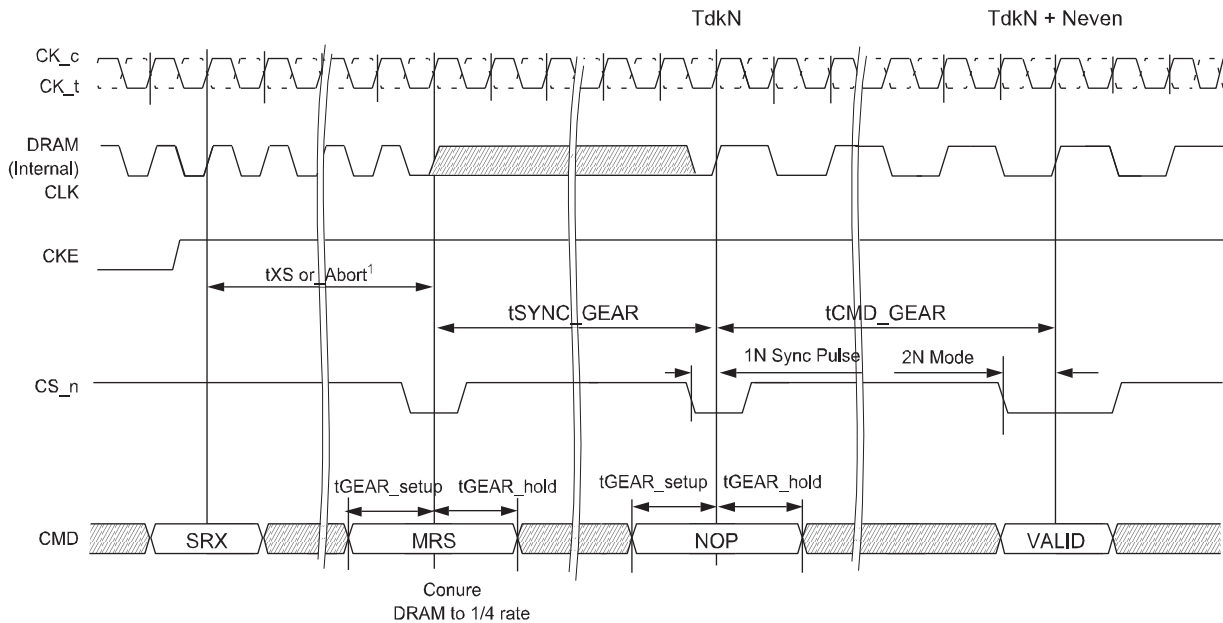 TdkN
TdkN + Neven
CK_c
CK_t
DRAM
(Internal)
CLK
CKE
tXS or_Abort1
tSYNC_GEAR
tCMD_GEAR
1N Sync Pulse
2N Mode
CS_n
tGEAR_setup
tGEAR_hold
tGEAR_setup
tGEAR_hold
CMD
SRX
MRS
NOP
VALID
Conure
DRAM to 1/4 rate